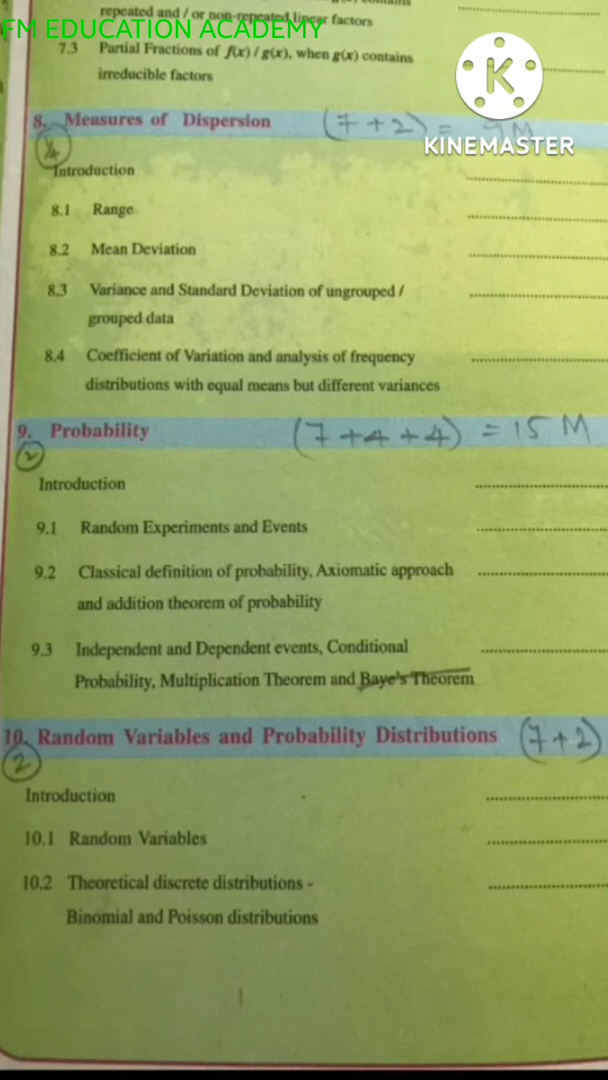 repeated and / or non-repeated linear factors
FM EDUCATION ACADEMY
7.3 Partial Fractions of f(x) / g(x), when g(x) contains
irreducible factors
K
KINEMASTER
8. Measures of Dispersion (7+2) = 9M
Introduction
8.1 Range
8.2 Mean Deviation
8.3 Variance and Standard Deviation of ungrouped /
grouped data
8.4 Coefficient of Variation and analysis of frequency
distributions with equal means but different variances
9. Probability (7+4+4) = 15 M
2
Introduction
9.1 Random Experiments and Events
9.2 Classical definition of probability, Axiomatic approach
and addition theorem of probability
9.3 Independent and Dependent events, Conditional
Probability, Multiplication Theorem and Baye's Theorem
10. Random Variables and Probability Distributions (7+2)
2
Introduction
10.1 Random Variables
10.2 Theoretical discrete distributions -
Binomial and Poisson distributions